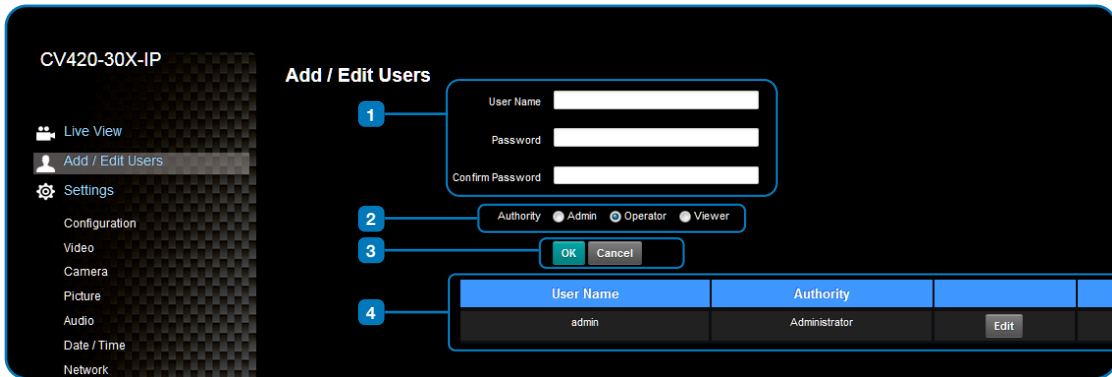 CV420-30X-IP
Live View
Add / Edit Users
Settings
Configuration
Video
Camera
Picture
Audio
Date / Time
Network
Add / Edit Users
1
User Name
Password
Confirm Password
2
Authority Admin Operator Viewer
3
OK Cancel
4
User Name Authority
admin Administrator Edit